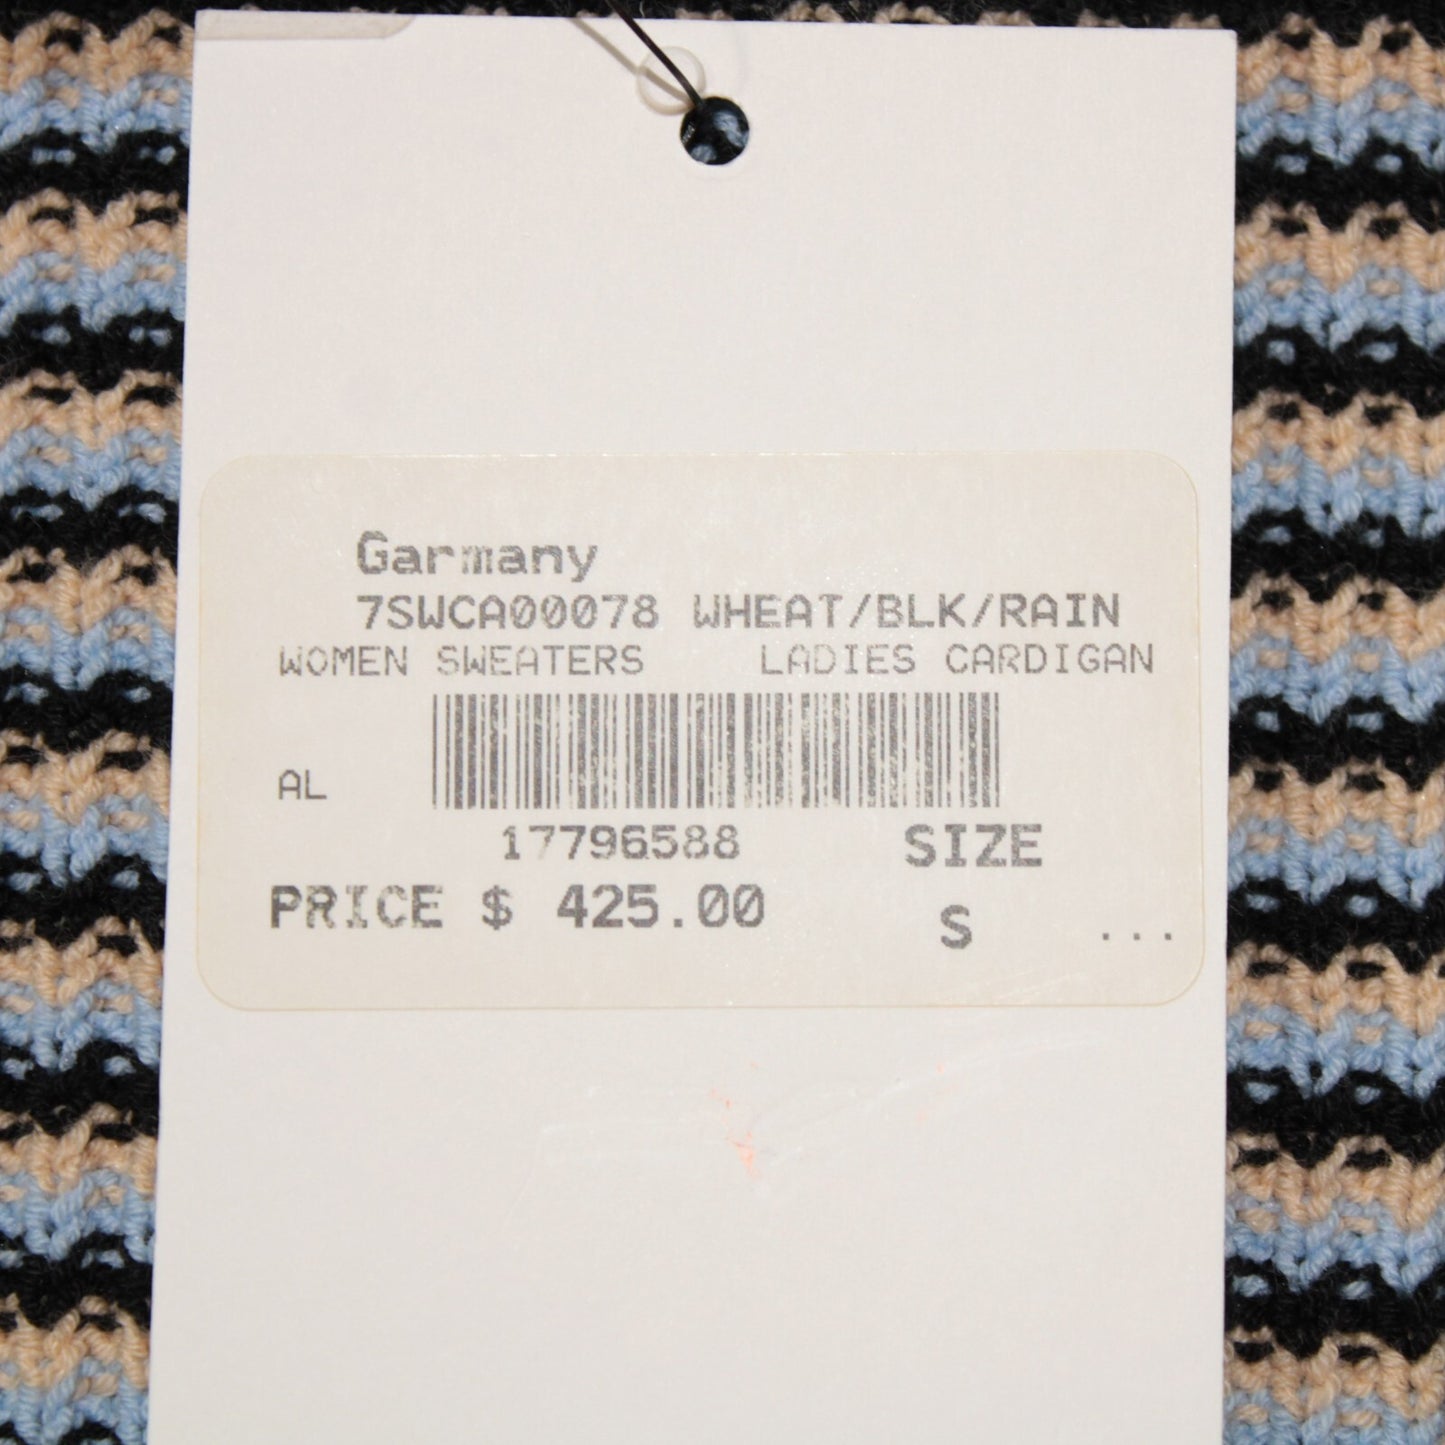 Garmany
7SWCA00078 WHEAT/BLK/RAIN
WOMEN SWEATERS LADIES CARDIGAN
AL
17796588 SIZE
PRICE $ 425.00 S ...